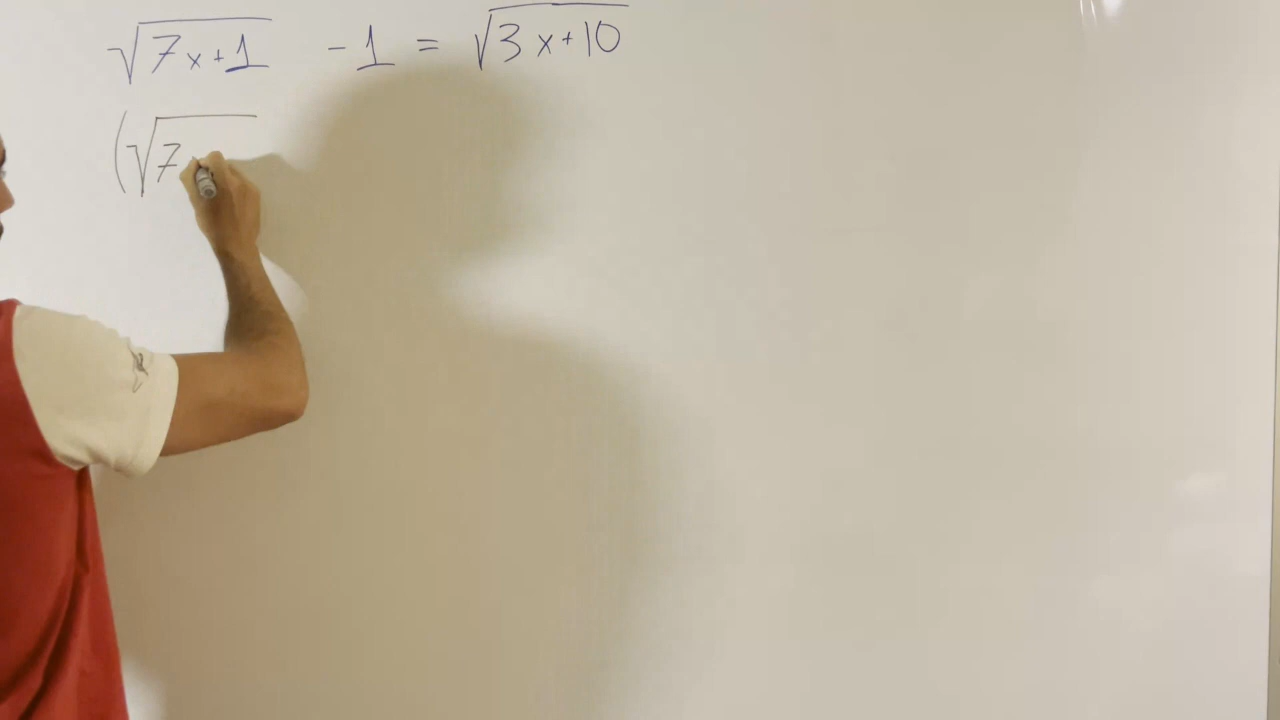 √7x+1 - 1 = √3x+10
(√7